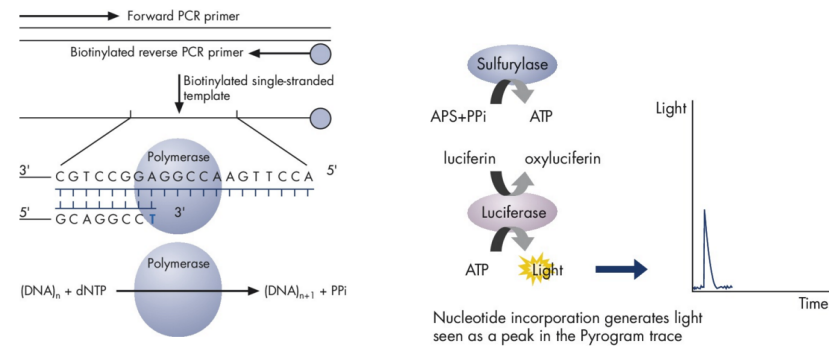 Forward PCR primer
Biotinylated reverse PCR primer
Biotinylated single-stranded
template
Polymerase
3' CGTCCGGAGGCCAAGTTCCA 5'
5' GCAGGCCT 3'
Polymerase
(DNA)n + dNTP (DNA)n+1 + PPi
Sulfurylase
APS+PPi ATP
luciferin oxyluciferin
Luciferase
ATP Light
Light
Time
Nucleotide incorporation generates light
seen as a peak in the Pyrogram trace